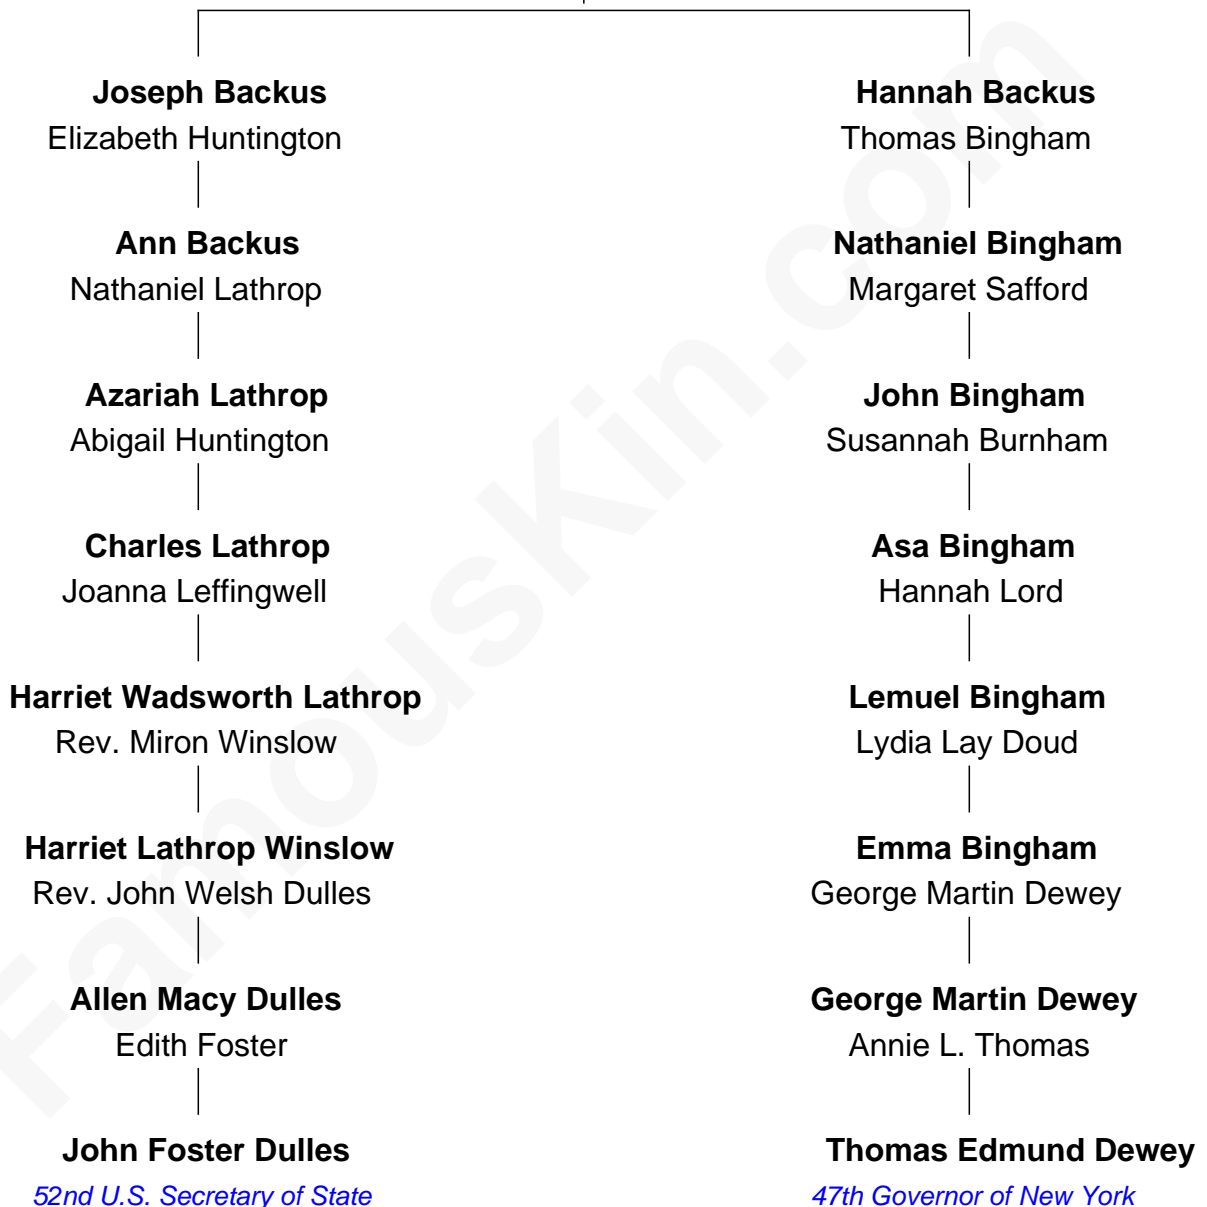 Joseph Backus
Elizabeth Huntington
Hannah Backus
Thomas Bingham
Ann Backus
Nathaniel Lathrop
Nathaniel Bingham
Margaret Safford
Azariah Lathrop
Abigail Huntington
John Bingham
Susannah Burnham
Charles Lathrop
Joanna Leffingwell
Asa Bingham
Hannah Lord
Harriet Wadsworth Lathrop
Rev. Miron Winslow
Lemuel Bingham
Lydia Lay Doud
Harriet Lathrop Winslow
Rev. John Welsh Dulles
Emma Bingham
George Martin Dewey
Allen Macy Dulles
Edith Foster
George Martin Dewey
Annie L. Thomas
John Foster Dulles
52nd U.S. Secretary of State
Thomas Edmund Dewey
47th Governor of New York
FamousKin.com